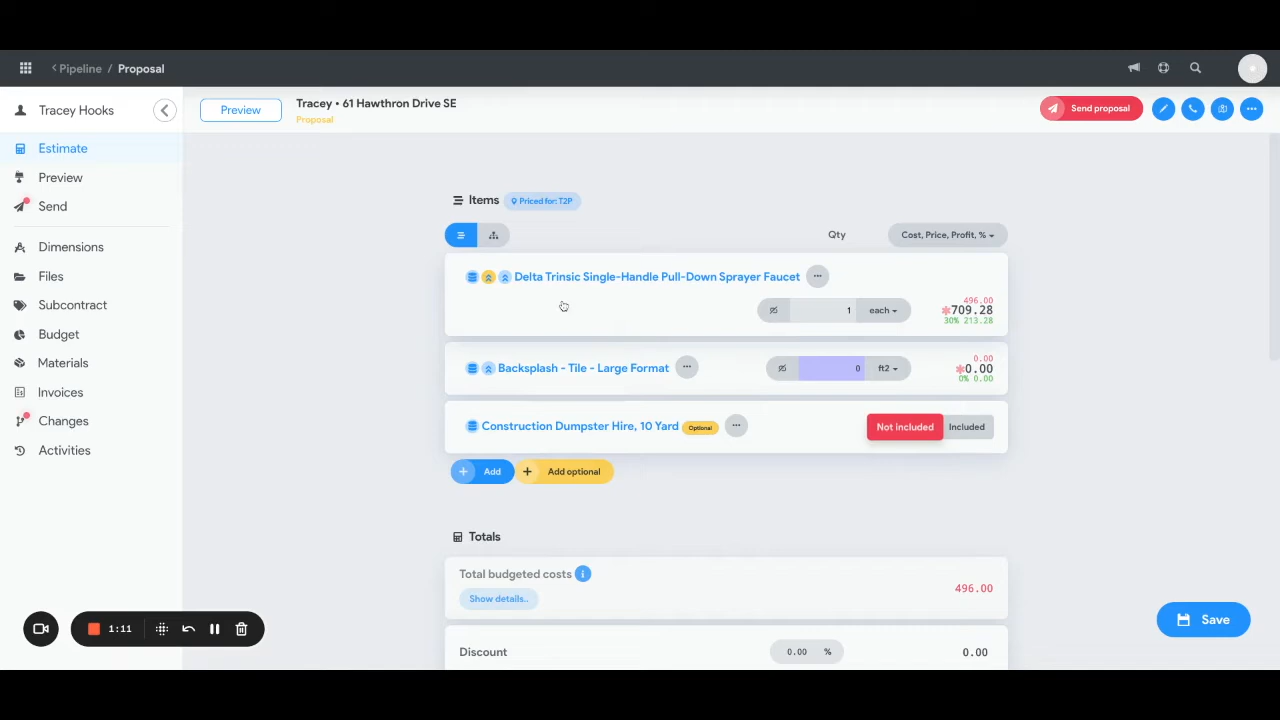 Pipeline / Proposal
Tracey Hooks
Preview
Tracey • 61 Hawthron Drive SE
Proposal
Send proposal
Estimate
Preview
Send
Dimensions
Files
Subcontract
Budget
Materials
Invoices
Changes
Activities
Items
Priced for: T2P
Qty
Cost, Price, Profit, %
Delta Trinsic Single-Handle Pull-Down Sprayer Faucet
1 each
496.00
*709.28
30% 213.28
Backsplash - Tile - Large Format
0 ft2
0.00
*0.00
0% 0.00
Construction Dumpster Hire, 10 Yard Optional
Not included Included
+ Add
+ Add optional
Totals
Total budgeted costs
496.00
Show details..
Discount
0.00 %
0.00
1:11
Save